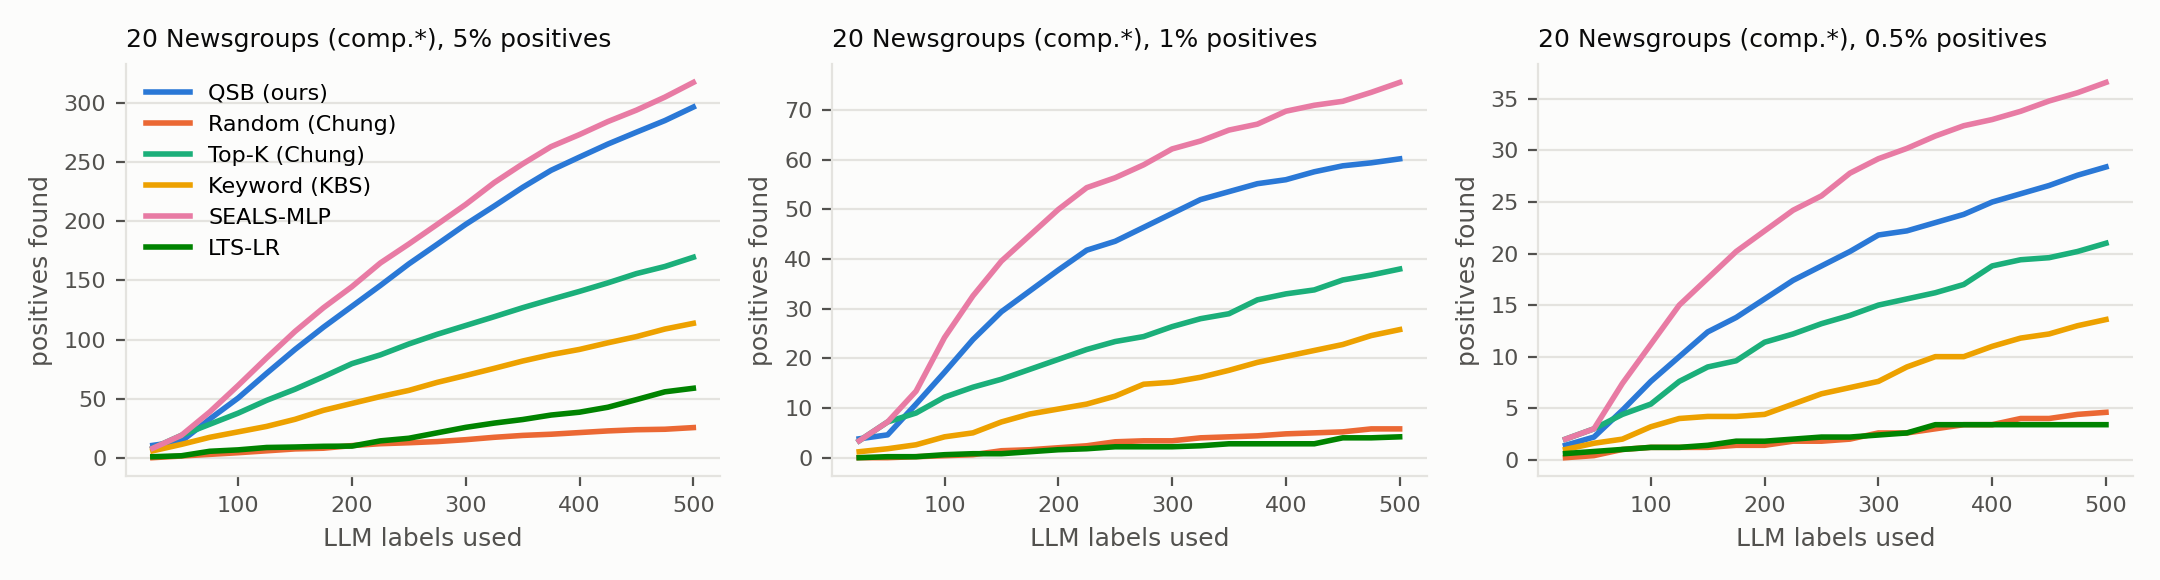 20 Newsgroups (comp.*), 5% positives
positives found
300
250
200
150
100
50
0
QSB (ours)
Random (Chung)
Top-K (Chung)
Keyword (KBS)
SEALS-MLP
LTS-LR
100 200 300 400 500
LLM labels used
20 Newsgroups (comp.*), 1% positives
positives found
70
60
50
40
30
20
10
0
100 200 300 400 500
LLM labels used
20 Newsgroups (comp.*), 0.5% positives
positives found
35
30
25
20
15
10
5
0
100 200 300 400 500
LLM labels used